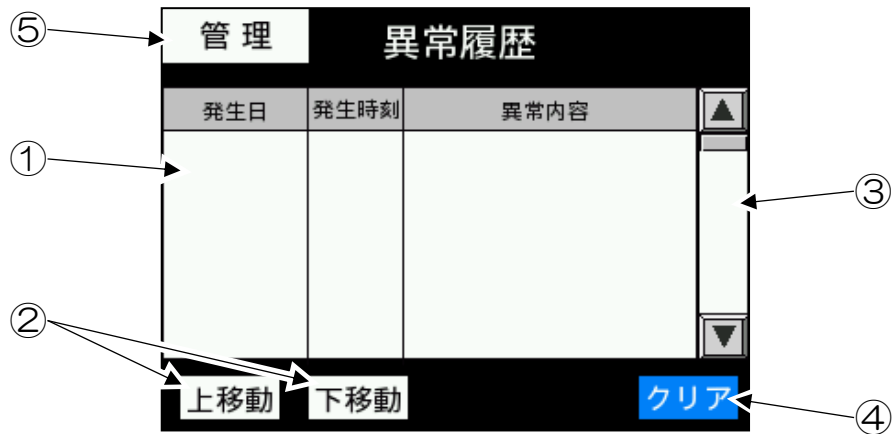 ⑤ 管理 異常履歴
発生日 発生時刻 異常内容 ▲
①
③
② ▼
上移動 下移動 クリア
④